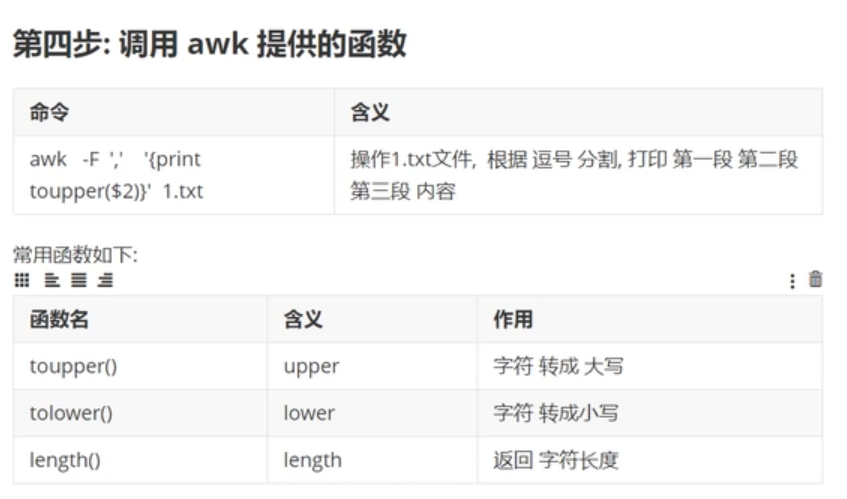 第四步: 调用 awk 提供的函数
命令 含义
awk -F ',' '{print
toupper($2)}' 1.txt
操作1.txt文件, 根据 逗号 分割, 打印 第一段 第二段
第三段 内容
常用函数如下:
函数名 含义 作用
toupper() upper 字符 转成 大写
tolower() lower 字符 转成小写
length() length 返回 字符长度